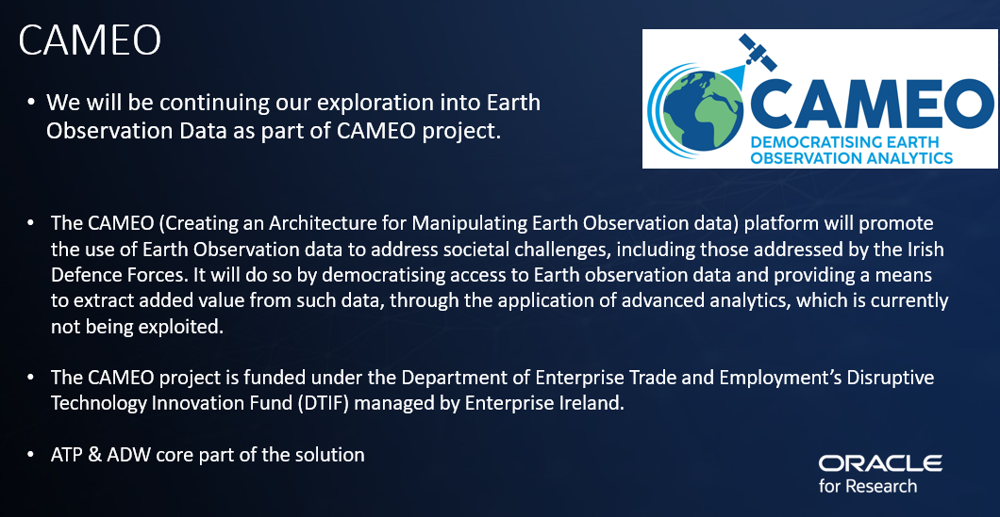 CAMEO
• We will be continuing our exploration into Earth
Observation Data as part of CAMEO project.
CAMEO
DEMOCRATISING EARTH
OBSERVATION ANALYTICS
• The CAMEO (Creating an Architecture for Manipulating Earth Observation data) platform will promote
the use of Earth Observation data to address societal challenges, including those addressed by the Irish
Defence Forces. It will do so by democratising access to Earth observation data and providing a means
to extract added value from such data, through the application of advanced analytics, which is currently
not being exploited.
• The CAMEO project is funded under the Department of Enterprise Trade and Employment’s Disruptive
Technology Innovation Fund (DTIF) managed by Enterprise Ireland.
• ATP & ADW core part of the solution
ORACLE
for Research